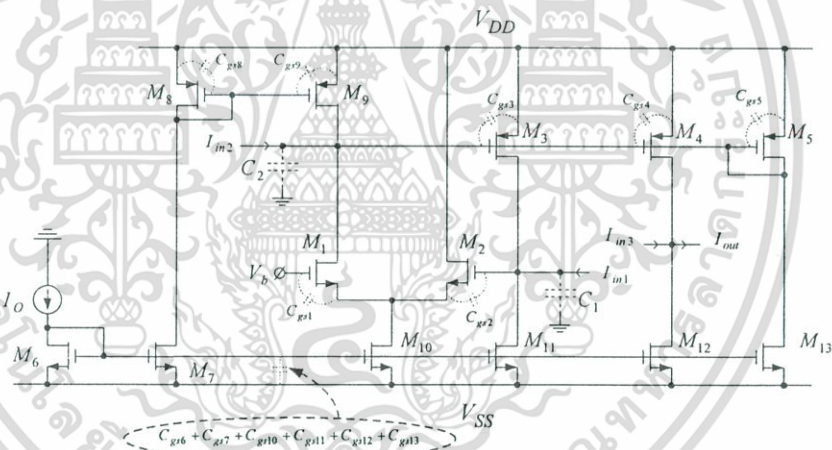 V_DD
C_gs8 C_gs9
M_8 M_9
C_gs3 C_gs4 C_gs5
M_3 M_4 M_5
I_in2
C_2
M_1 M_2
I_in3 I_out
V_b
I_in1
C_gs1 C_gs2
C_1
I_O
M_6 M_7 M_10 M_11 M_12 M_13
V_SS
C_gs6 + C_gs7 + C_gs10 + C_gs11 + C_gs12 + C_gs13